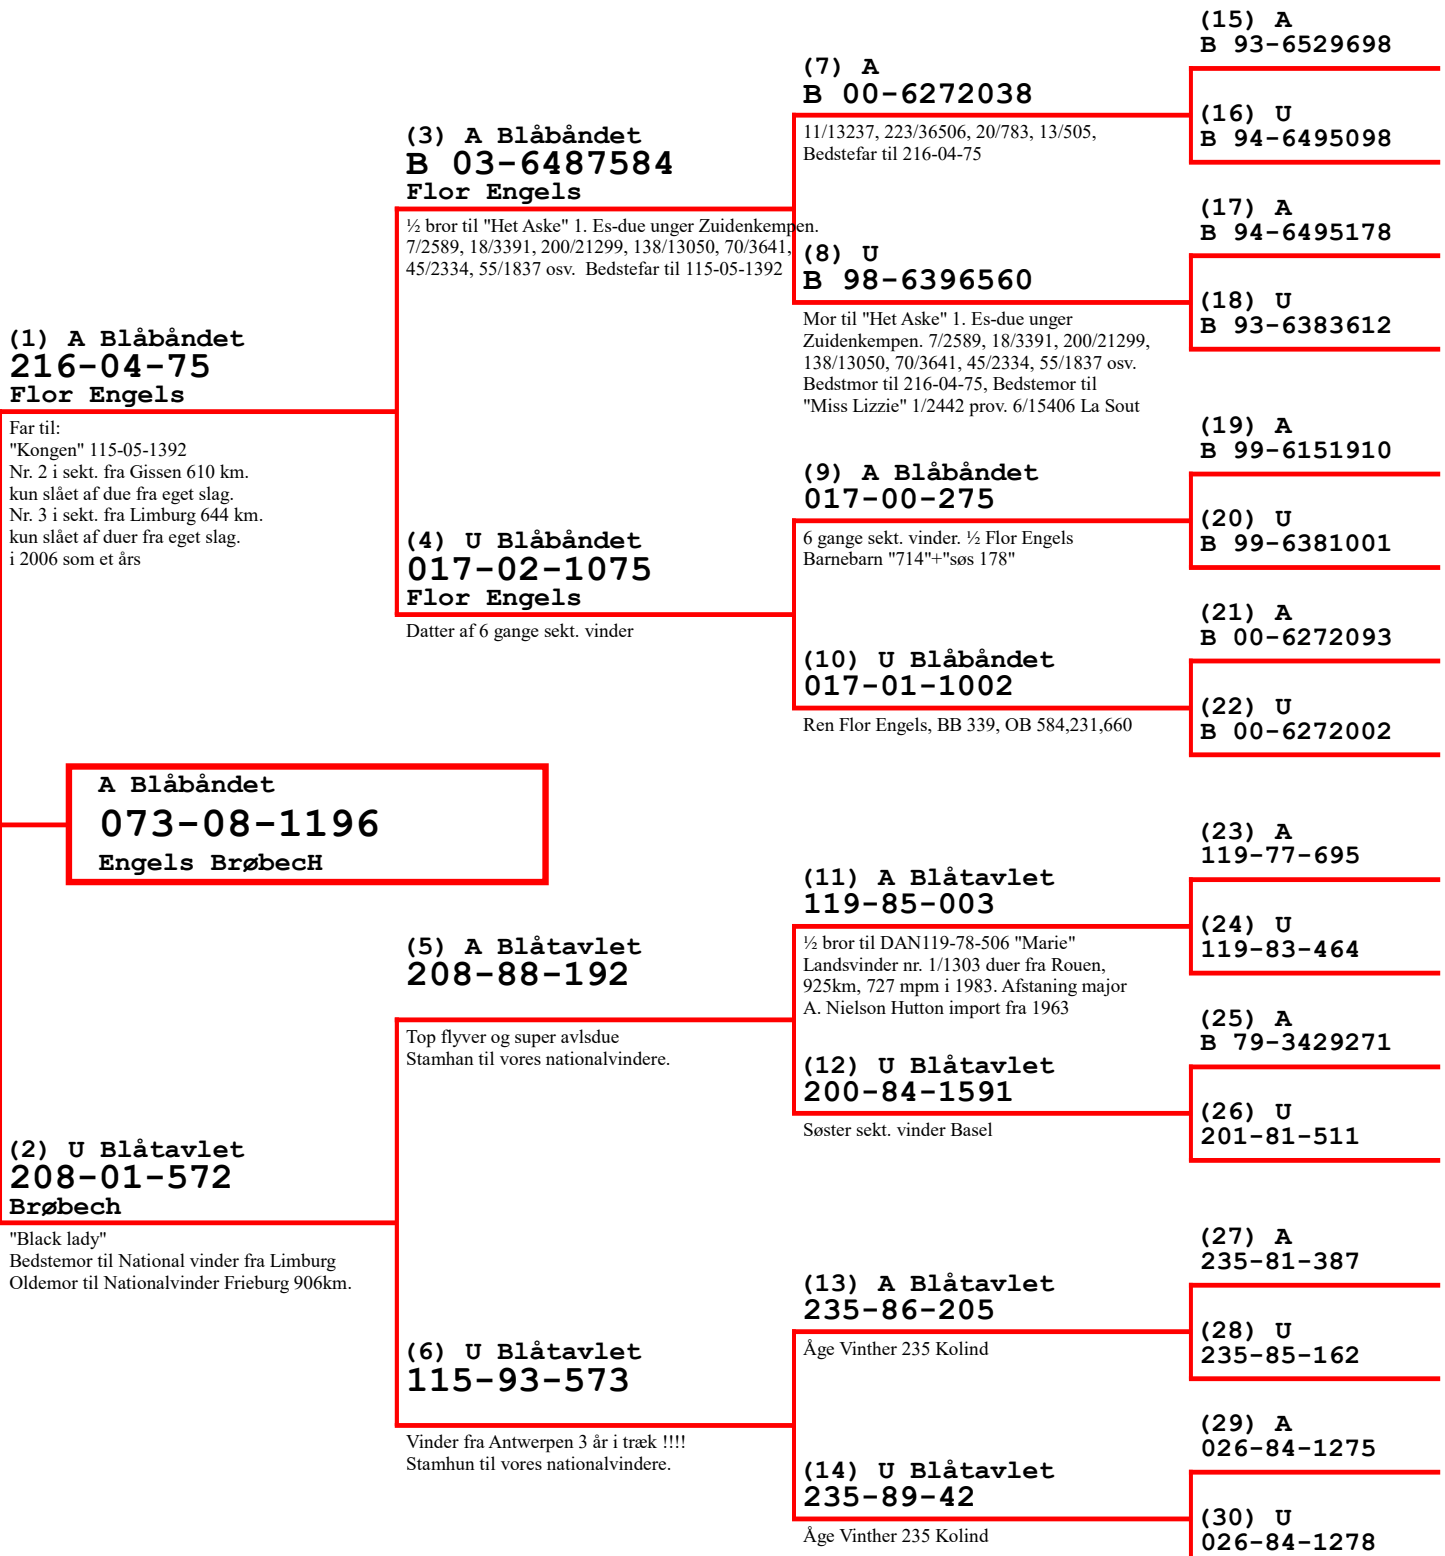 (1) A Blåbåndet
216-04-75
Flor Engels
Far til:
"Kongen" 115-05-1392
Nr. 2 i sekt. fra Gissen 610 km.
kun slået af due fra eget slag.
Nr. 3 i sekt. fra Limburg 644 km.
kun slået af duer fra eget slag.
i 2006 som et års
A Blåbåndet
073-08-1196
Engels BrøbecH
(2) U Blåtavlet
208-01-572
Brøbech
"Black lady"
Bedstemor til National vinder fra Limburg
Oldemor til Nationalvinder Frieburg 906km.
(3) A Blåbåndet
B 03-6487584
Flor Engels
½ bror til "Het Aske" 1. Es-due unger Zuidenkempen.
7/2589, 18/3391, 200/21299, 138/13050, 70/3641,
45/2334, 55/1837 osv.  Bedstefar til 115-05-1392
(4) U Blåbåndet
017-02-1075
Flor Engels
Datter af 6 gange sekt. vinder
(5) A Blåtavlet
208-88-192
Top flyver og super avlsdue
Stamhan til vores nationalvindere.
(6) U Blåtavlet
115-93-573
Vinder fra Antwerpen 3 år i træk !!!!
Stamhun til vores nationalvindere.
(7) A
B 00-6272038
11/13237, 223/36506, 20/783, 13/505,
Bedstefar til 216-04-75
(8) U
B 98-6396560
Mor til "Het Aske" 1. Es-due unger
Zuidenkempen. 7/2589, 18/3391, 200/21299,
138/13050, 70/3641, 45/2334, 55/1837 osv.
Bedstmor til 216-04-75, Bedstemor til
"Miss Lizzie" 1/2442 prov. 6/15406 La Sout
(9) A Blåbåndet
017-00-275
6 gange sekt. vinder. ½ Flor Engels
Barnebarn "714"+"søs 178"
(10) U Blåbåndet
017-01-1002
Ren Flor Engels, BB 339, OB 584,231,660
(11) A Blåtavlet
119-85-003
½ bror til DAN119-78-506 "Marie"
Landsvinder nr. 1/1303 duer fra Rouen,
925km, 727 mpm i 1983. Afstaning major
A. Nielson Hutton import fra 1963
(12) U Blåtavlet
200-84-1591
Søster sekt. vinder Basel
(13) A Blåtavlet
235-86-205
Åge Vinther 235 Kolind
(14) U Blåtavlet
235-89-42
Åge Vinther 235 Kolind
(15) A
B 93-6529698
(16) U
B 94-6495098
(17) A
B 94-6495178
(18) U
B 93-6383612
(19) A
B 99-6151910
(20) U
B 99-6381001
(21) A
B 00-6272093
(22) U
B 00-6272002
(23) A
119-77-695
(24) U
119-83-464
(25) A
B 79-3429271
(26) U
201-81-511
(27) A
235-81-387
(28) U
235-85-162
(29) A
026-84-1275
(30) U
026-84-1278